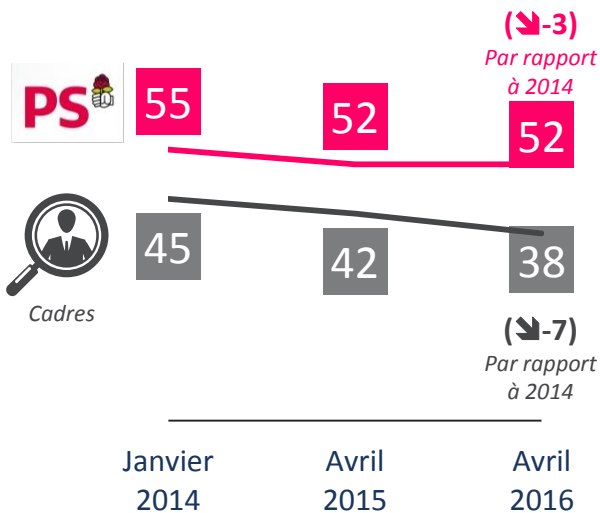 (↘-3)
Par rapport
à 2014
PS
55
52
52
45
42
38
Cadres
(↘-7)
Par rapport
à 2014
Janvier
2014
Avril
2015
Avril
2016